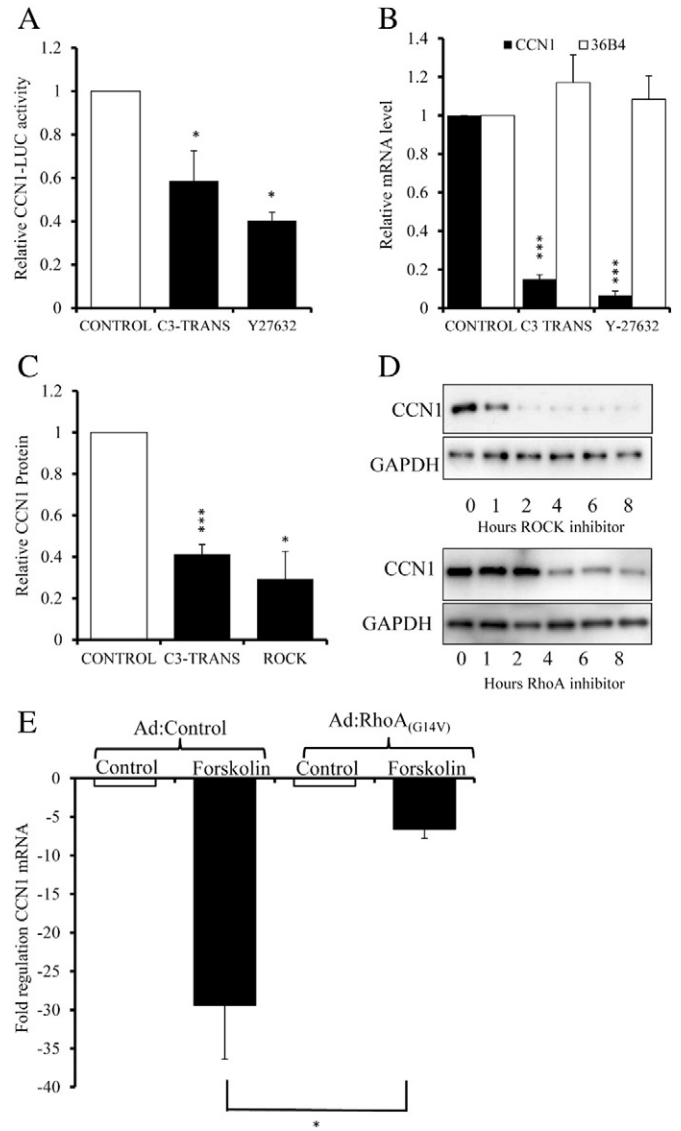 A
Relative CCN1-LUC activity
1.2
1
0.8
0.6
0.4
0.2
0
*
*
CONTROL C3-TRANS Y27632
B
Relative mRNA level
CCN1 36B4
1.4
1.2
1
0.8
0.6
0.4
0.2
0
***
***
CONTROL C3 TRANS Y-27632
C
Relative CCN1 Protein
1.2
1
0.8
0.6
0.4
0.2
0
***
*
CONTROL C3-TRANS ROCK
D
CCN1
GAPDH
0 1 2 4 6 8
Hours ROCK inhibitor
CCN1
GAPDH
0 1 2 4 6 8
Hours RhoA inhibitor
E
Ad:Control Ad:RhoA(G14V)
Control Forskolin Control Forskolin
Fold regulation CCN1 mRNA
0
-5
-10
-15
-20
-25
-30
-35
-40
*